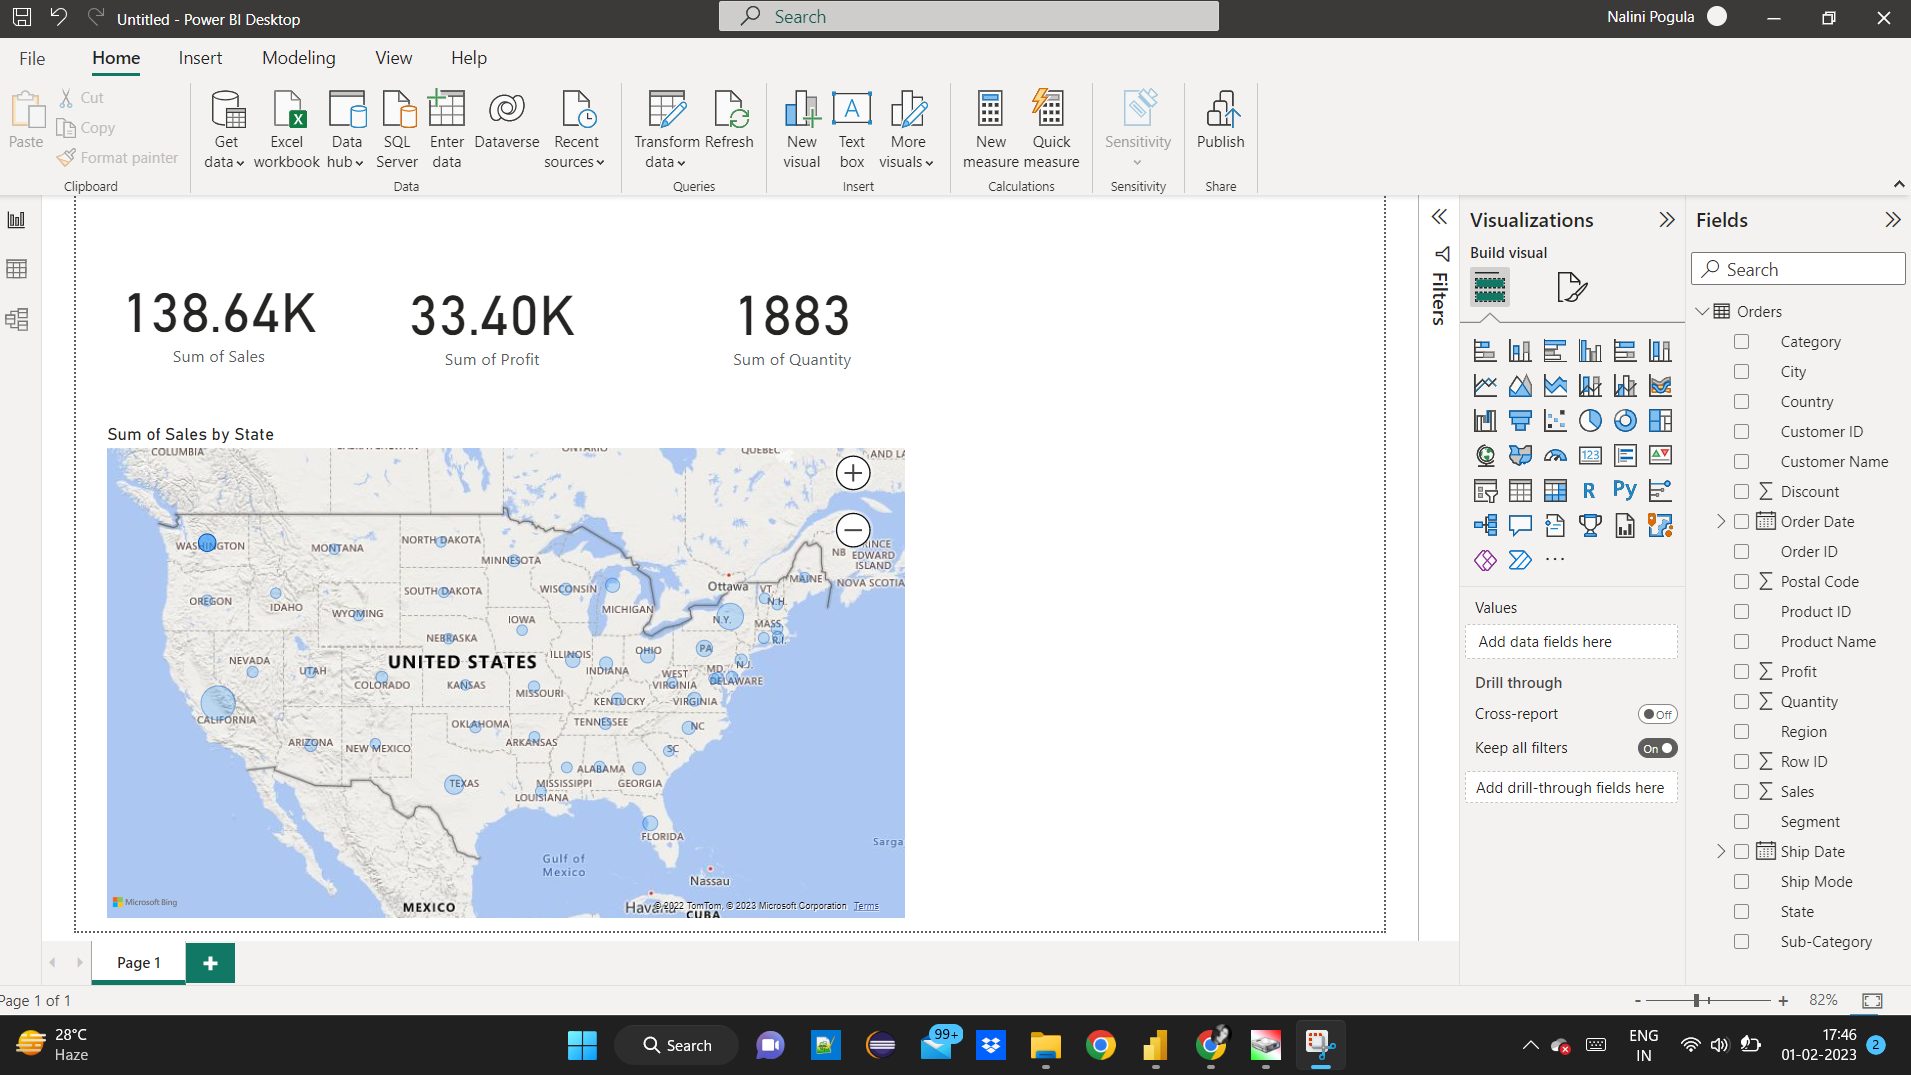 Untitled - Power BI Desktop
Search
Nalini Pogula
File
Home
Insert
Modeling
View
Help
Paste
Cut
Copy
Format painter
Clipboard
Get data
Excel workbook
Data hub
SQL Server
Enter data
Dataverse
Recent sources
Data
Transform data
Refresh
Queries
New visual
Text box
More visuals
Insert
New measure
Quick measure
Calculations
Sensitivity
Sensitivity
Publish
Share
138.64K
Sum of Sales
33.40K
Sum of Profit
1883
Sum of Quantity
Sum of Sales by State
COLUMBIA
ONTARIO
QUEBEC
AND LA
WASHINGTON
MONTANA
NORTH DAKOTA
MINNESOTA
NB
INCE
EDWARD
ISLAND
OREGON
IDAHO
SOUTH DAKOTA
WISCONSIN
Ottawa
VT.
MAINE
NOVA SCOTIA
WYOMING
MICHIGAN
N.H.
IOWA
N.Y.
MASS
NEBRASKA
R.I.
NEVADA
UTAH
UNITED STATES
ILLINOIS
OHIO
PA
N.J.
COLORADO
KANSAS
MISSOURI
INDIANA
WEST
VIRGINIA
MD.
DELAWARE
CALIFORNIA
KENTUCKY
VIRGINIA
OKLAHOMA
TENNESSEE
NC
ARIZONA
NEW MEXICO
ARKANSAS
SC
TEXAS
MISSISSIPPI
ALABAMA
GEORGIA
LOUISIANA
FLORIDA
Sarga
Gulf of
Mexico
Nassau
MEXICO
Havana
CUBA
Microsoft Bing
© 2022 TomTom, © 2023 Microsoft Corporation Terms
Filters
Visualizations
Build visual
123
R
Py
Values
Add data fields here
Drill through
Cross-report
Off
Keep all filters
On
Add drill-through fields here
Fields
Search
Orders
Category
City
Country
Customer ID
Customer Name
Discount
Order Date
Order ID
Postal Code
Product ID
Product Name
Profit
Quantity
Region
Row ID
Sales
Segment
Ship Date
Ship Mode
State
Sub-Category
Page 1
Page 1 of 1
82%
28°C
Haze
Search
99+
ENG
IN
17:46
01-02-2023
2